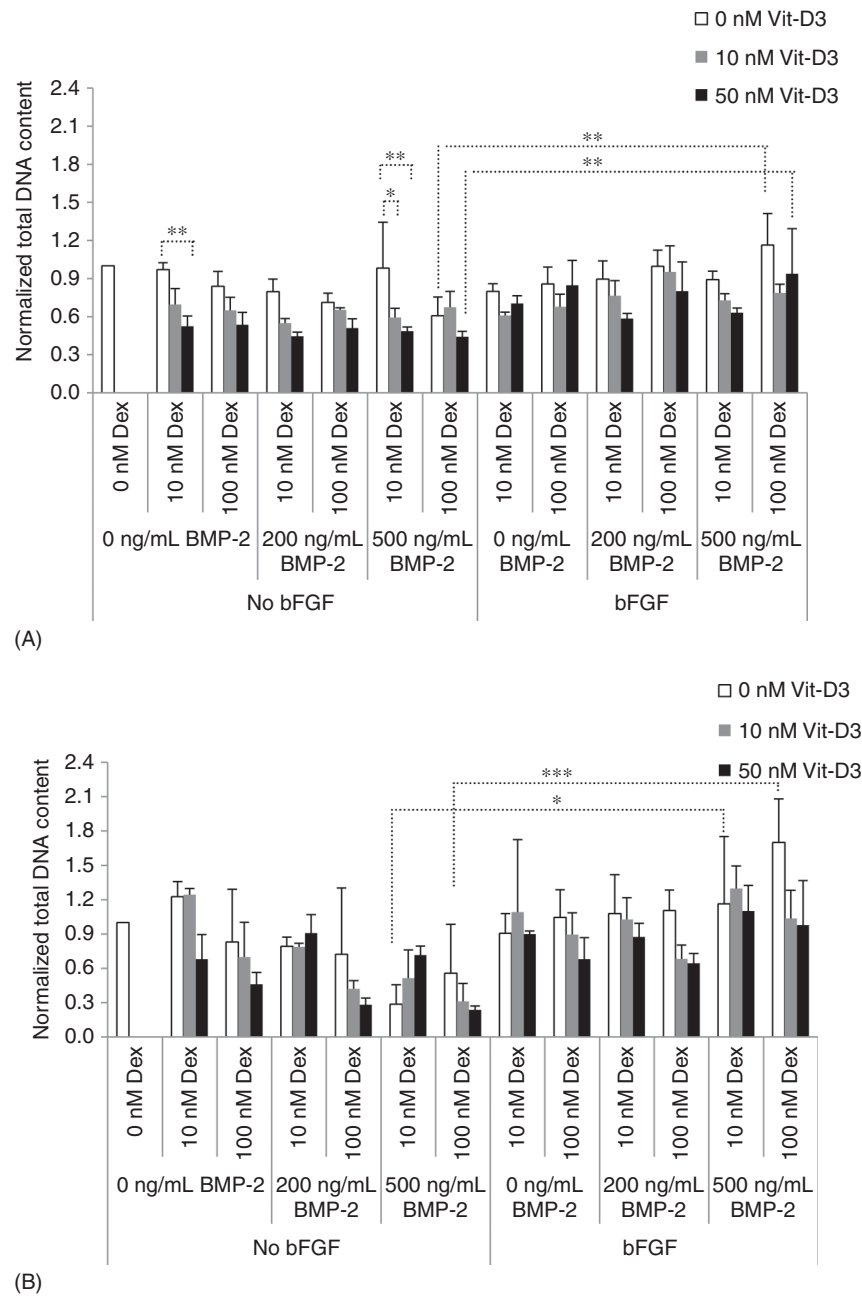 0 nM Vit-D3
10 nM Vit-D3
50 nM Vit-D3
Normalized total DNA content
2.4
2.1
1.8
1.5
1.2
0.9
0.6
0.3
0.0
**
**
*
**
**
0 nM Dex
10 nM Dex
100 nM Dex
10 nM Dex
100 nM Dex
10 nM Dex
100 nM Dex
10 nM Dex
100 nM Dex
10 nM Dex
100 nM Dex
10 nM Dex
100 nM Dex
0 ng/mL BMP-2
200 ng/mL
BMP-2
500 ng/mL
BMP-2
0 ng/mL
BMP-2
200 ng/mL
BMP-2
500 ng/mL
BMP-2
No bFGF
bFGF
(A)
0 nM Vit-D3
10 nM Vit-D3
50 nM Vit-D3
Normalized total DNA content
2.4
2.1
1.8
1.5
1.2
0.9
0.6
0.3
0.0
***
*
0 nM Dex
10 nM Dex
100 nM Dex
10 nM Dex
100 nM Dex
10 nM Dex
100 nM Dex
10 nM Dex
100 nM Dex
10 nM Dex
100 nM Dex
10 nM Dex
100 nM Dex
0 ng/mL BMP-2
200 ng/mL
BMP-2
500 ng/mL
BMP-2
0 ng/mL
BMP-2
200 ng/mL
BMP-2
500 ng/mL
BMP-2
No bFGF
bFGF
(B)